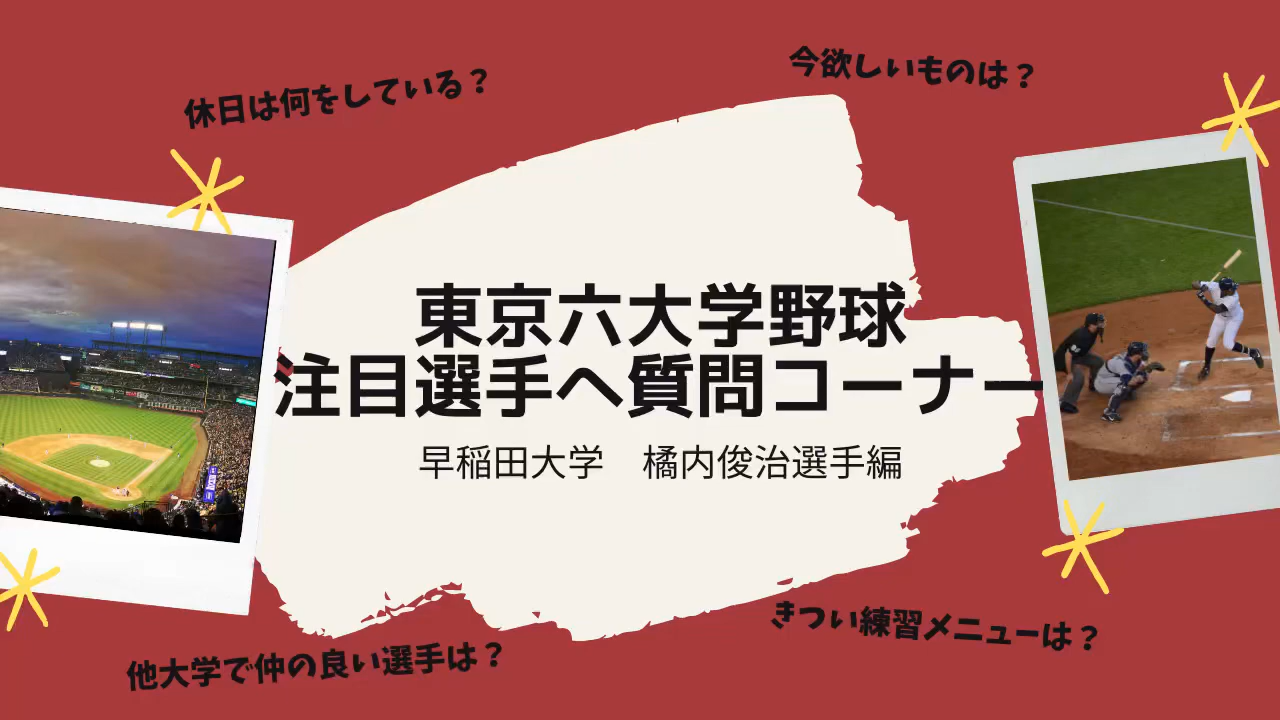 休日は何をしている？
今欲しいものは？
東京六大学野球
注目選手へ質問コーナー
早稲田大学　橘内俊治選手編
きつい練習メニューは？
他大学で仲の良い選手は？